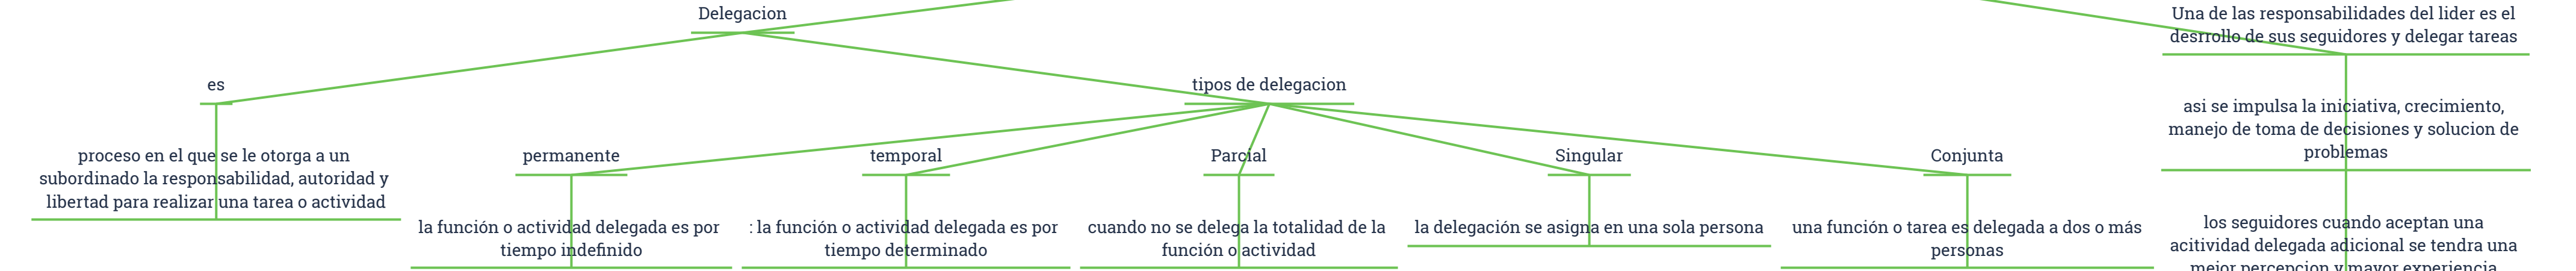 Delegacion
es
proceso en el que se le otorga a un
subordinado la responsabilidad, autoridad y
libertad para realizar una tarea o actividad
tipos de delegacion
permanente
la función o actividad delegada es por
tiempo indefinido
temporal
: la función o actividad delegada es por
tiempo determinado
Parcial
cuando no se delega la totalidad de la
función o actividad
Singular
la delegación se asigna en una sola persona
Conjunta
una función o tarea es delegada a dos o más
personas
Una de las responsabilidades del lider es el
desrrollo de sus seguidores y delegar tareas
asi se impulsa la iniciativa, crecimiento,
manejo de toma de decisiones y solucion de
problemas
los seguidores cuando aceptan una
acitividad delegada adicional se tendra una
mejor percepcion y mayor experiencia